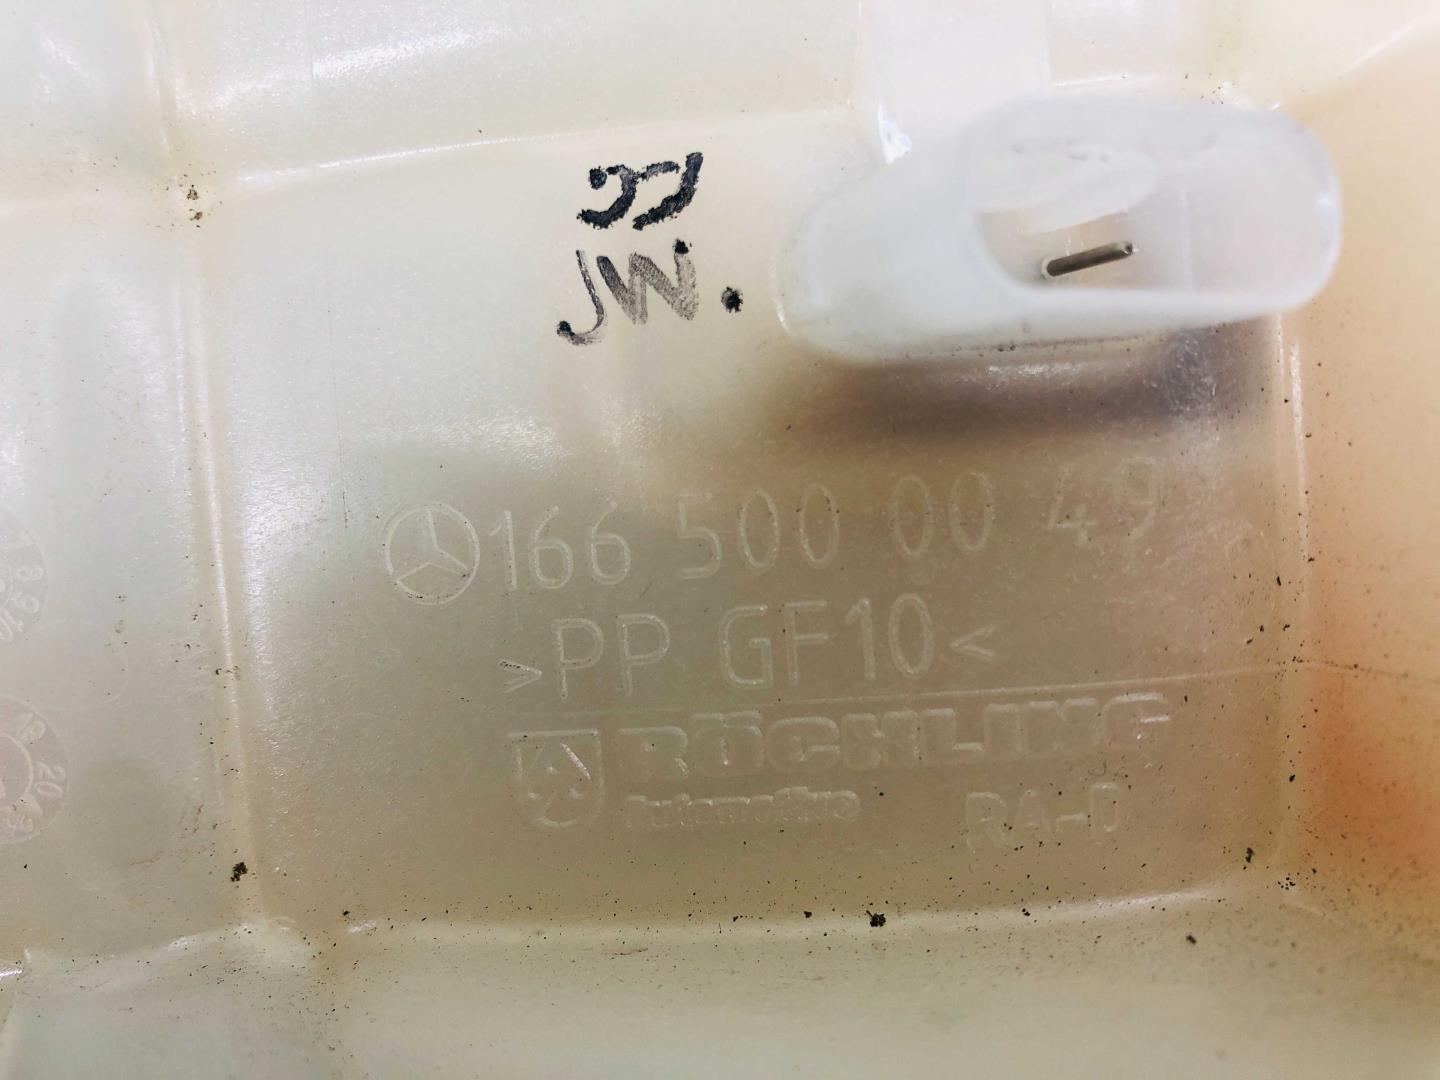 JW.
166 500 00 49
>PP GF10<
RÖCHLING
Automotive RA-D